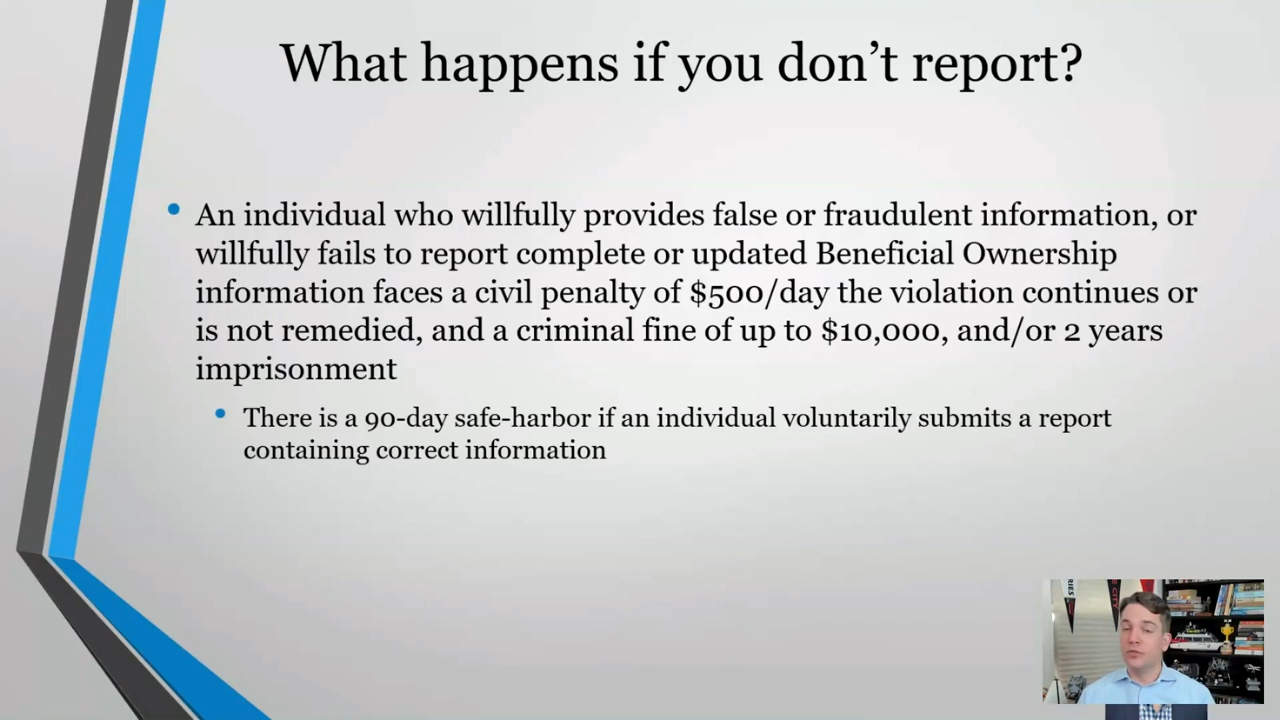 What happens if you don’t report?
• An individual who willfully provides false or fraudulent information, or
willfully fails to report complete or updated Beneficial Ownership
information faces a civil penalty of $500/day the violation continues or
is not remedied, and a criminal fine of up to $10,000, and/or 2 years
imprisonment
• There is a 90-day safe-harbor if an individual voluntarily submits a report
containing correct information